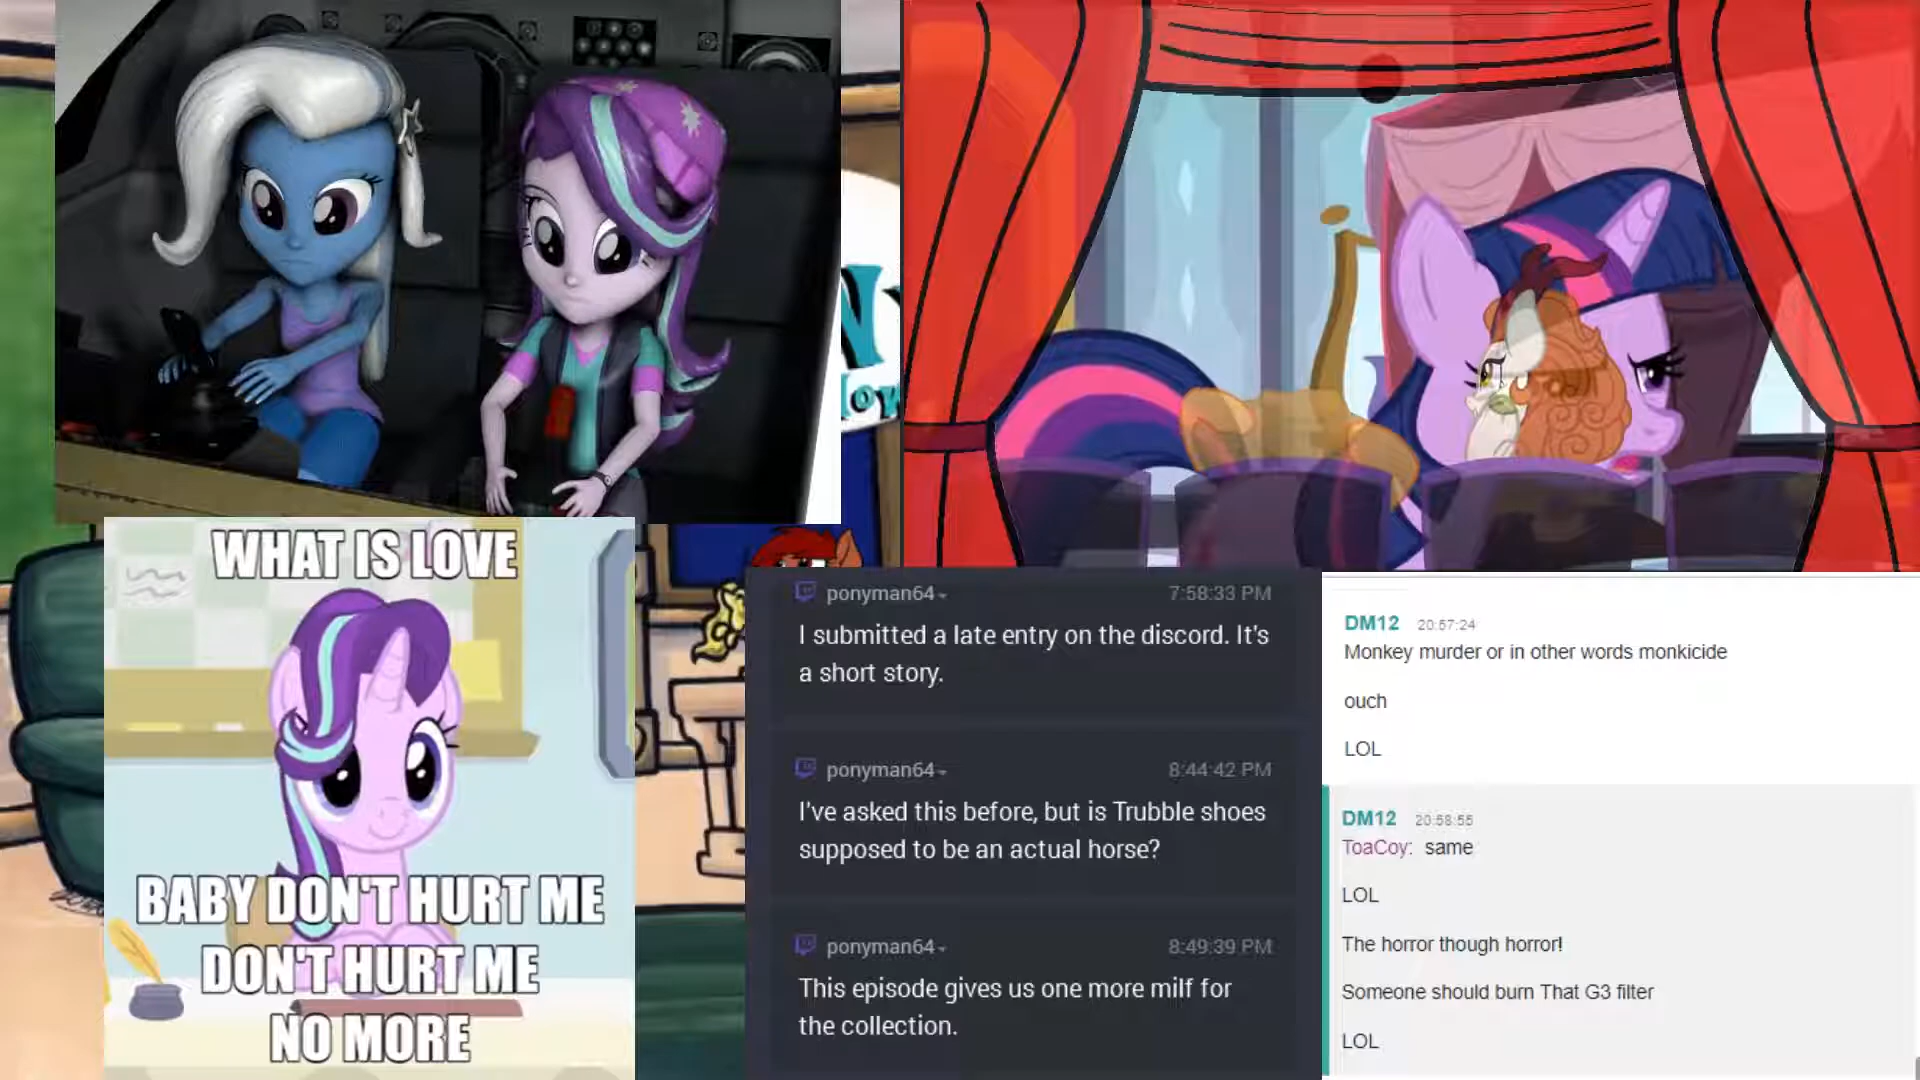 WHAT IS LOVE
BABY DON'T HURT ME
DON'T HURT ME
NO MORE
ponyman64 7:58:33 PM
I submitted a late entry on the discord. It's
a short story.
ponyman64 8:44:42 PM
I've asked this before, but is Trubble shoes
supposed to be an actual horse?
ponyman64 8:49:39 PM
This episode gives us one more milf for
the collection.
DM12 20:57:24
Monkey murder or in other words monkicide
ouch
LOL
DM12 20:58:55
ToaCoy: same
LOL
The horror though horror!
Someone should burn That G3 filter
LOL